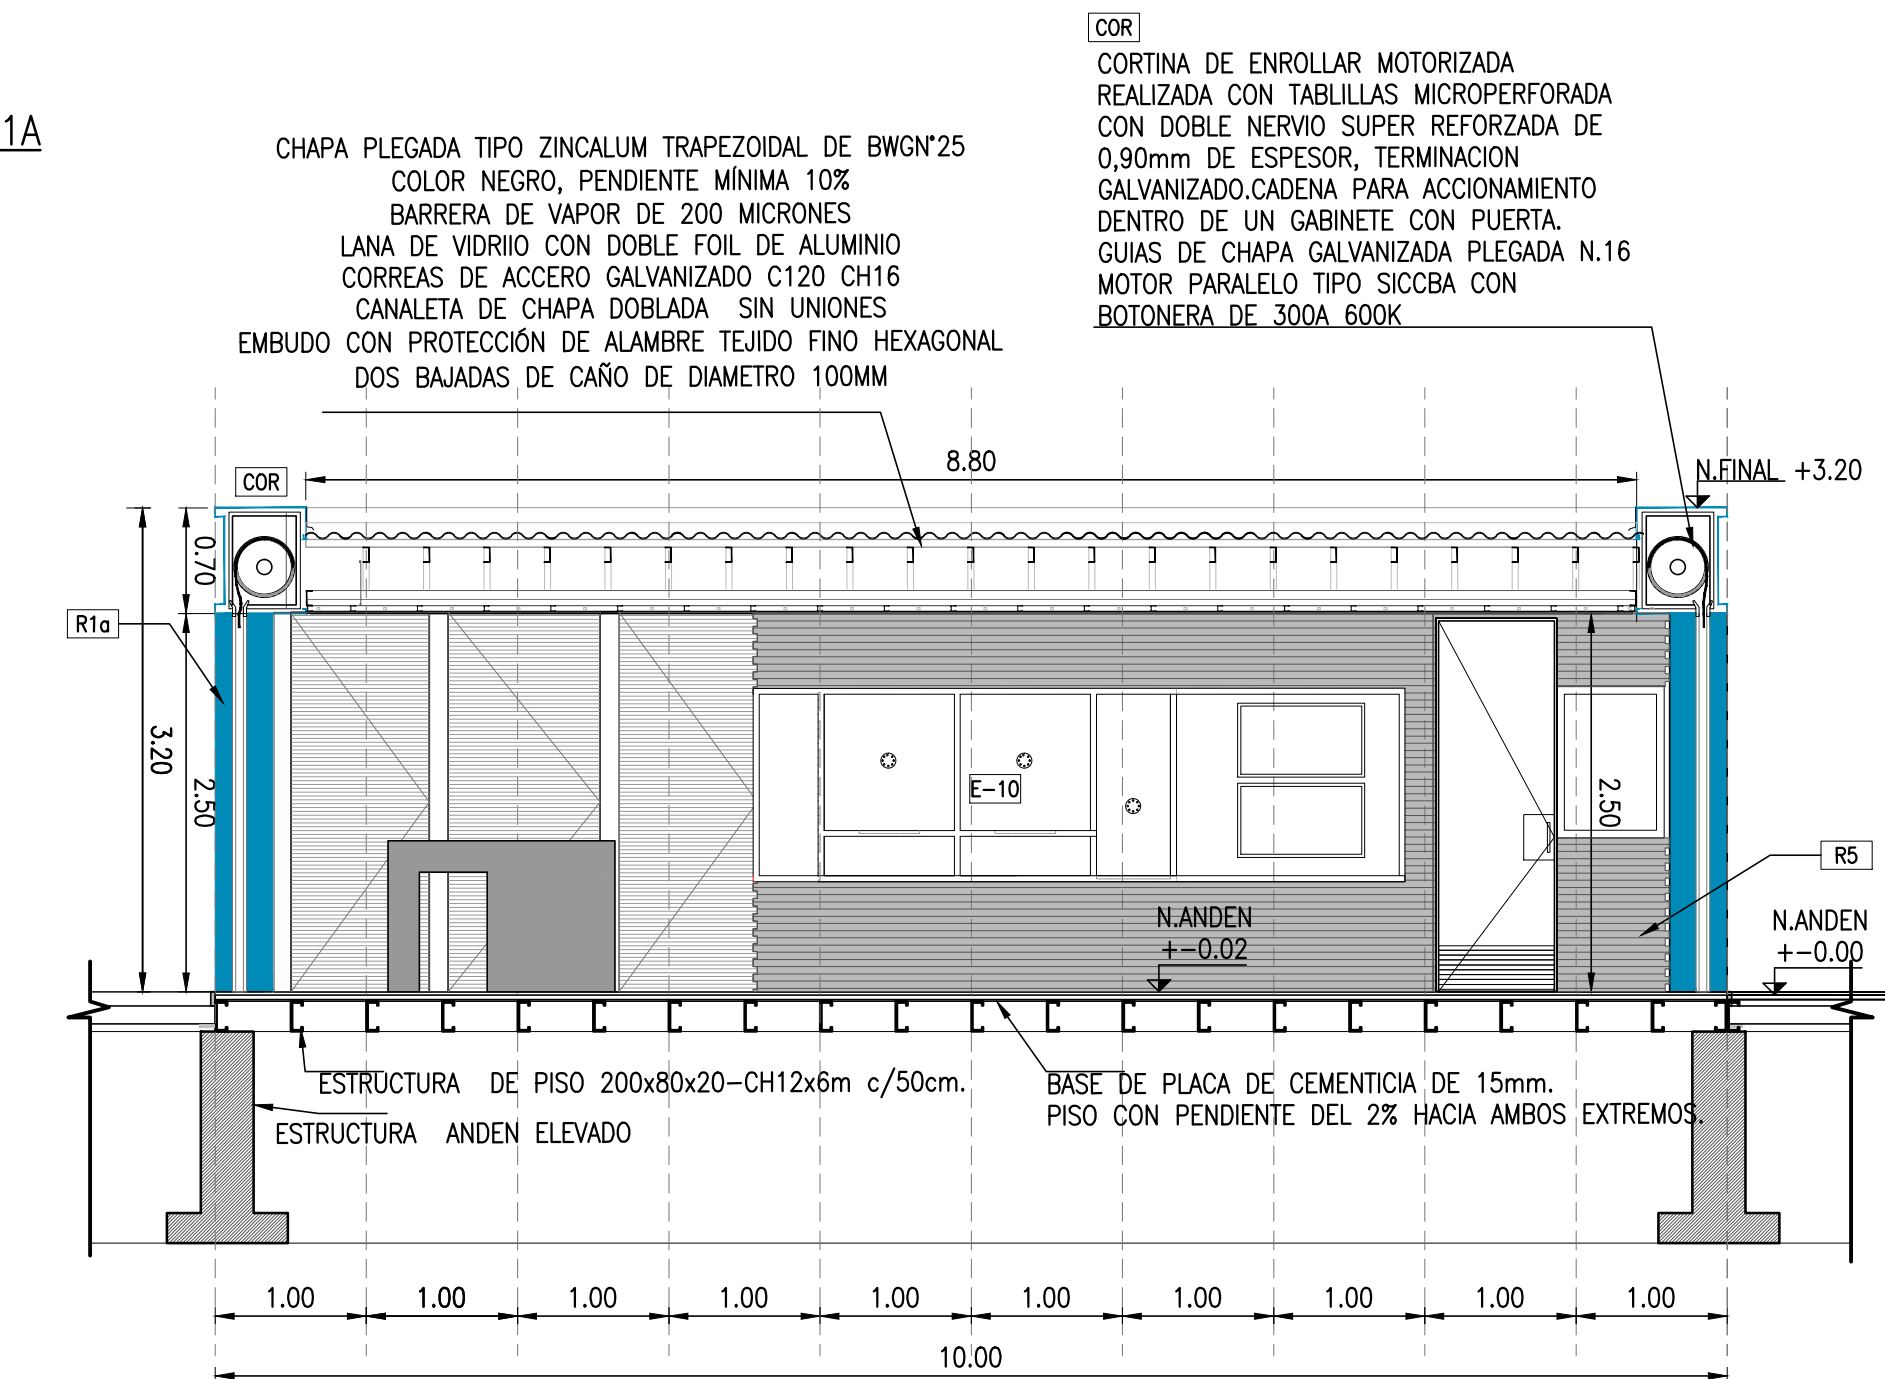 1A
COR
CORTINA DE ENROLLAR MOTORIZADA
REALIZADA CON TABLILLAS MICROPERFORADA
CON DOBLE NERVIO SUPER REFORZADA DE
0,90mm DE ESPESOR, TERMINACION
GALVANIZADO.CADENA PARA ACCIONAMIENTO
DENTRO DE UN GABINETE CON PUERTA.
GUIAS DE CHAPA GALVANIZADA PLEGADA N.16
MOTOR PARALELO TIPO SICCBA CON
BOTONERA DE 300A 600K
CHAPA PLEGADA TIPO ZINCALUM TRAPEZOIDAL DE BWGN°25
COLOR NEGRO, PENDIENTE MÍNIMA 10%
BARRERA DE VAPOR DE 200 MICRONES
LANA DE VIDRIIO CON DOBLE FOIL DE ALUMINIO
CORREAS DE ACCERO GALVANIZADO C120 CH16
CANALETA DE CHAPA DOBLADA SIN UNIONES
EMBUDO CON PROTECCIÓN DE ALAMBRE TEJIDO FINO HEXAGONAL
DOS BAJADAS DE CAÑO DE DIAMETRO 100MM
8.80
COR
N.FINAL +3.20
0.70
R1a
3.20
2.50
E-10
2.50
R5
N.ANDEN
+-0.02
N.ANDEN
+-0.00
ESTRUCTURA DE PISO 200x80x20-CH12x6m c/50cm.
ESTRUCTURA ANDEN ELEVADO
BASE DE PLACA DE CEMENTICIA DE 15mm.
PISO CON PENDIENTE DEL 2% HACIA AMBOS EXTREMOS.
1.00 1.00 1.00 1.00 1.00 1.00 1.00 1.00 1.00 1.00
10.00